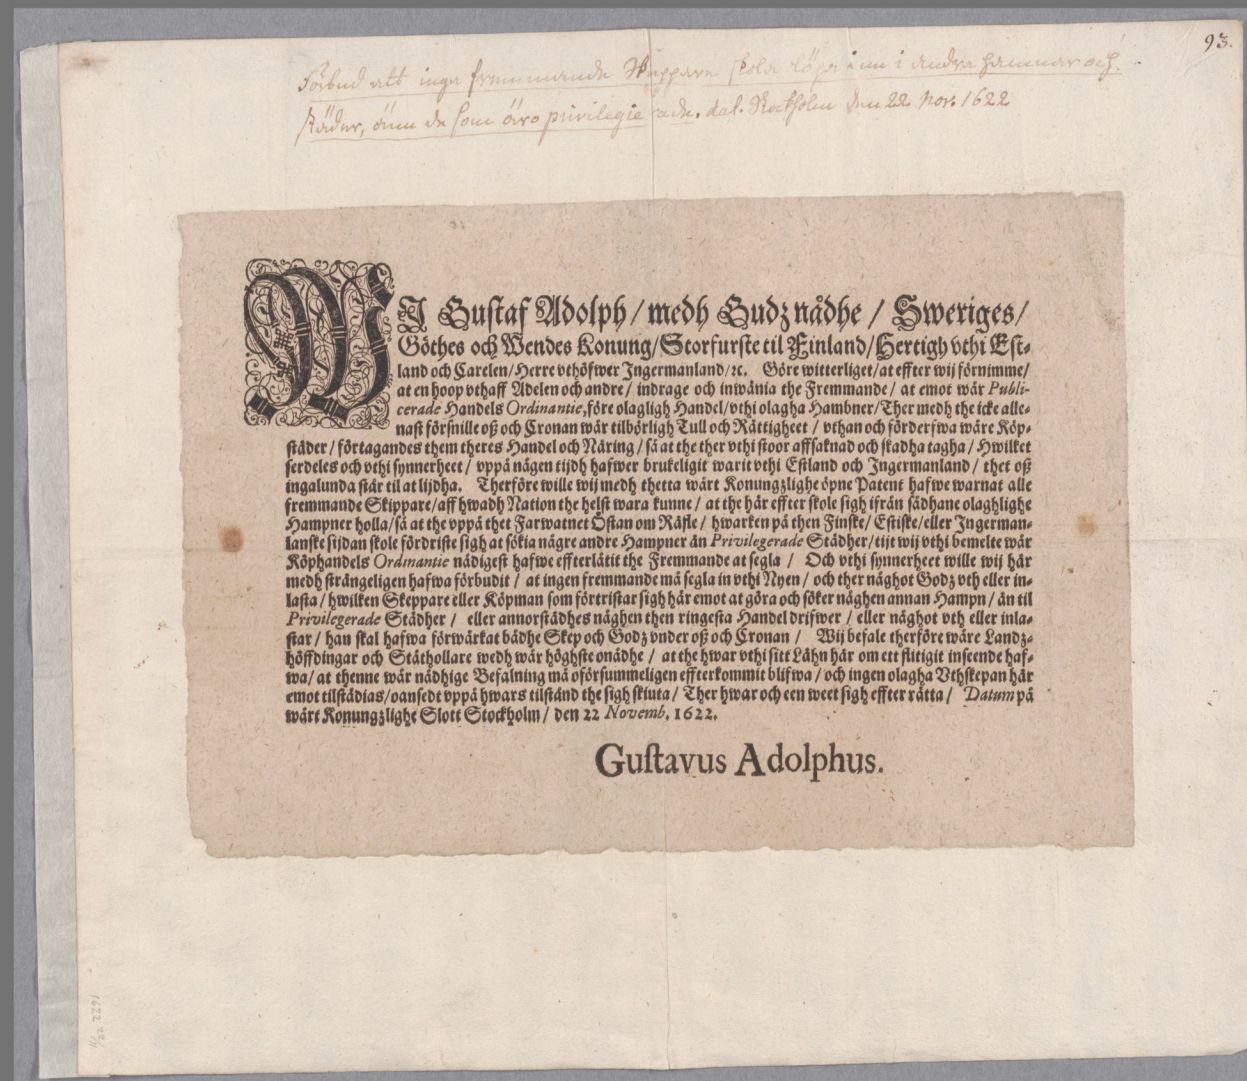 93.
Förbud att inga fremmande Skippare skola löpa inn i andra hamnar och
Städer, änn de som äro privilegierade, dat. Stockholm den 22 Nov. 1622
WJ Gustaf Adolph / medh Gudz nådhe / Sweriges /
Göthes och Wendes Konung / Storfurste til Finland / Hertigh vthi Est-
land och Carelen / Herre vthöfwer Jngermanland / ꝛc. Göre witterliget / at effter wij förnimme /
at en hoop vthaff Adelen och andre / indrage och inwänia the Fremmande / at emot wår Publi-
cerade Handels Ordinantie, före olagligh Handel / vthi olagha Hambner / Ther medh the icke alle-
nast försnille oß och Cronan wår tilbörligh Tull och Rättigheet / vthan och förderfwa wåre Köp-
städer / förtagandes them theres Handel och Näring / så at the ther vthi stoor affsaknad och skadha tagha / Hwilket
serdeles och vthi synnerheet / vppå någen tijdh hafwer brukeligit warit vthi Estland och Jngermanland / thet oß
ingalunda står til at lijdha. Therföre wille wij medh thetta wårt Konungzlighe öpne Patent hafwe warnat alle
fremmande Skippare / aff hwadh Nation the helst wara kunne / at the här effter skole sigh ifrån sådhane olaghlighe
Hampner holla / så at the vppå thet Farwatnet Östan om Räfle / hwarken på then Finske / Estiske / eller Jngerman-
lanske sijdan skole fördriste sigh at sökia någre andre Hampner än Privilegerade Städher / tijt wij vthi bemelte wår
Köphandels Ordinantie nådigest hafwe effterlåtit the Fremmande at segla / Och vthi synnerheet wille wij här
medh strängeligen hafwa förbudit / at ingen fremmande må segla in vthi Nyen / och ther någhot Godz vth eller in-
lasta / hwilken Skeppare eller Köpman som förtristar sigh här emot at göra och söker någhen annan Hampn / än til
Privilegerade Städher / eller annorstädhes någhen then ringesta Handel drifwer / eller någhot vth eller inla-
star / han skal hafwa förwärkat bådhe Skep och Godz vnder oß och Cronan / Wij befale therföre wåre Landz-
höffdingar och Ståthollare wedh wår höghste onådhe / at the hwar vthi sitt Lähn här om ett flitigit inseende haf-
wa / at thenne wår nådhige Befalning må oförsummeligen effterkommit blifwa / och ingen olagha Vthskepan här
emot tilstådias / oansedt vppå hwars tilstånd the sigh skiuta / Ther hwar och een weet sigh effter rätta / Datum på
wårt Konungzlighe Slott Stockholm / den 22 Novemb. 1622.
Gustavus Adolphus.
22/11 1622